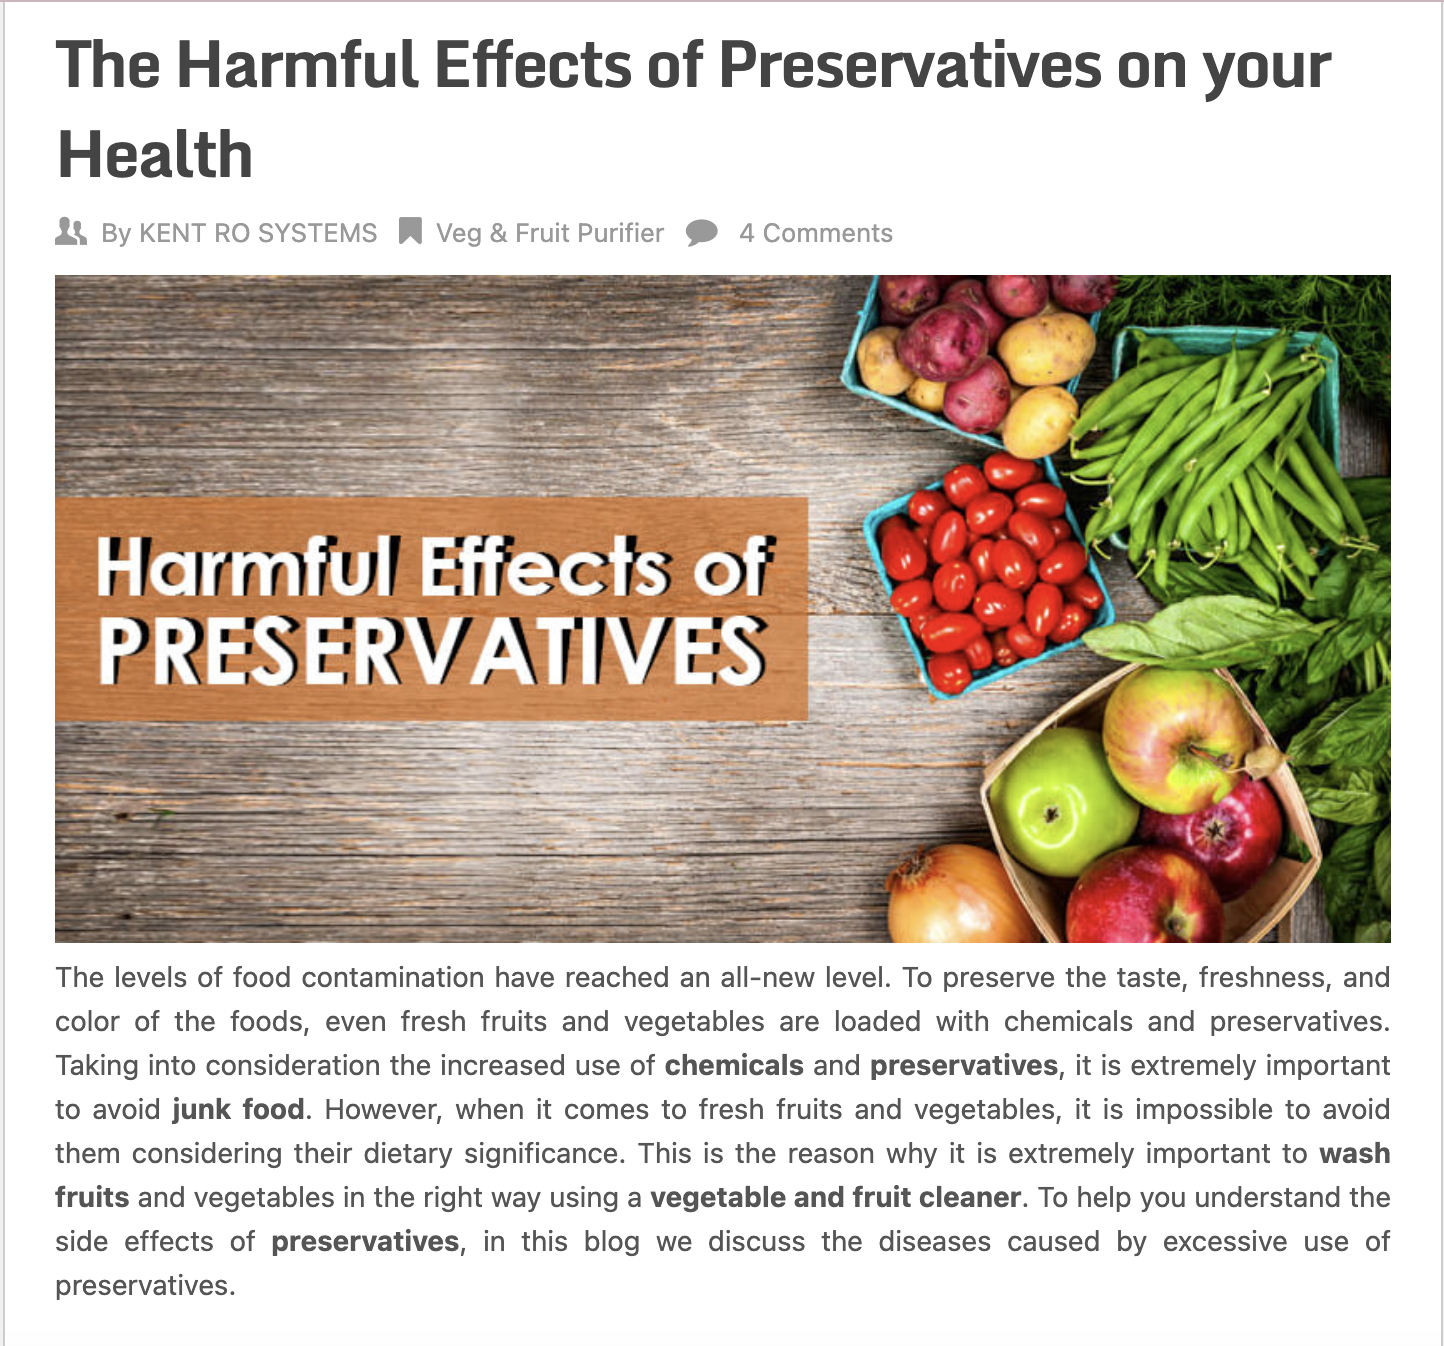 The Harmful Effects of Preservatives on your
Health
By KENT RO SYSTEMS Veg & Fruit Purifier 4 Comments
Harmful Effects of
PRESERVATIVES
The levels of food contamination have reached an all-new level. To preserve the taste, freshness, and
color of the foods, even fresh fruits and vegetables are loaded with chemicals and preservatives.
Taking into consideration the increased use of chemicals and preservatives, it is extremely important
to avoid junk food. However, when it comes to fresh fruits and vegetables, it is impossible to avoid
them considering their dietary significance. This is the reason why it is extremely important to wash
fruits and vegetables in the right way using a vegetable and fruit cleaner. To help you understand the
side effects of preservatives, in this blog we discuss the diseases caused by excessive use of
preservatives.